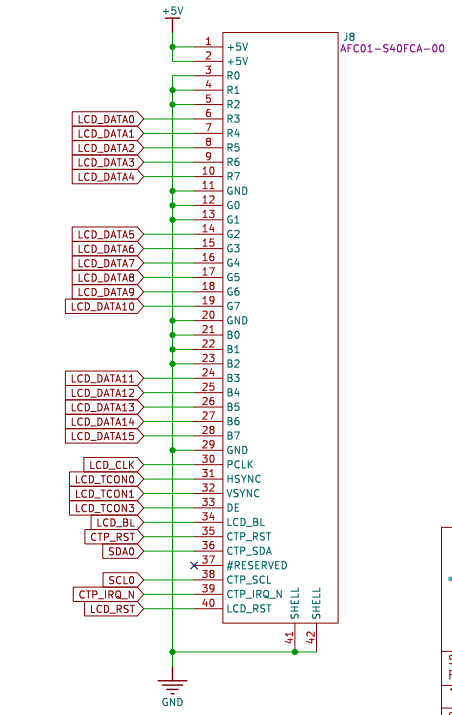 +5V
J8
AFC01-S40FCA-00
1 +5V
2 +5V
3 R0
4 R1
5 R2
LCD_DATA0 6 R3
LCD_DATA1 7 R4
LCD_DATA2 8 R5
LCD_DATA3 9 R6
LCD_DATA4 10 R7
11 GND
12 G0
13 G1
LCD_DATA5 14 G2
LCD_DATA6 15 G3
LCD_DATA7 16 G4
LCD_DATA8 17 G5
LCD_DATA9 18 G6
LCD_DATA10 19 G7
20 GND
21 B0
22 B1
23 B2
LCD_DATA11 24 B3
LCD_DATA12 25 B4
LCD_DATA13 26 B5
LCD_DATA14 27 B6
LCD_DATA15 28 B7
29 GND
LCD_CLK 30 PCLK
LCD_TCON0 31 HSYNC
LCD_TCON1 32 VSYNC
LCD_TCON3 33 DE
LCD_BL 34 LCD_BL
CTP_RST 35 CTP_RST
SDA0 36 CTP_SDA
37 #RESERVED
SCL0 38 CTP_SCL
CTP_IRQ_N 39 CTP_IRQ_N
LCD_RST 40 LCD_RST
SHELL SHELL
41 42
GND